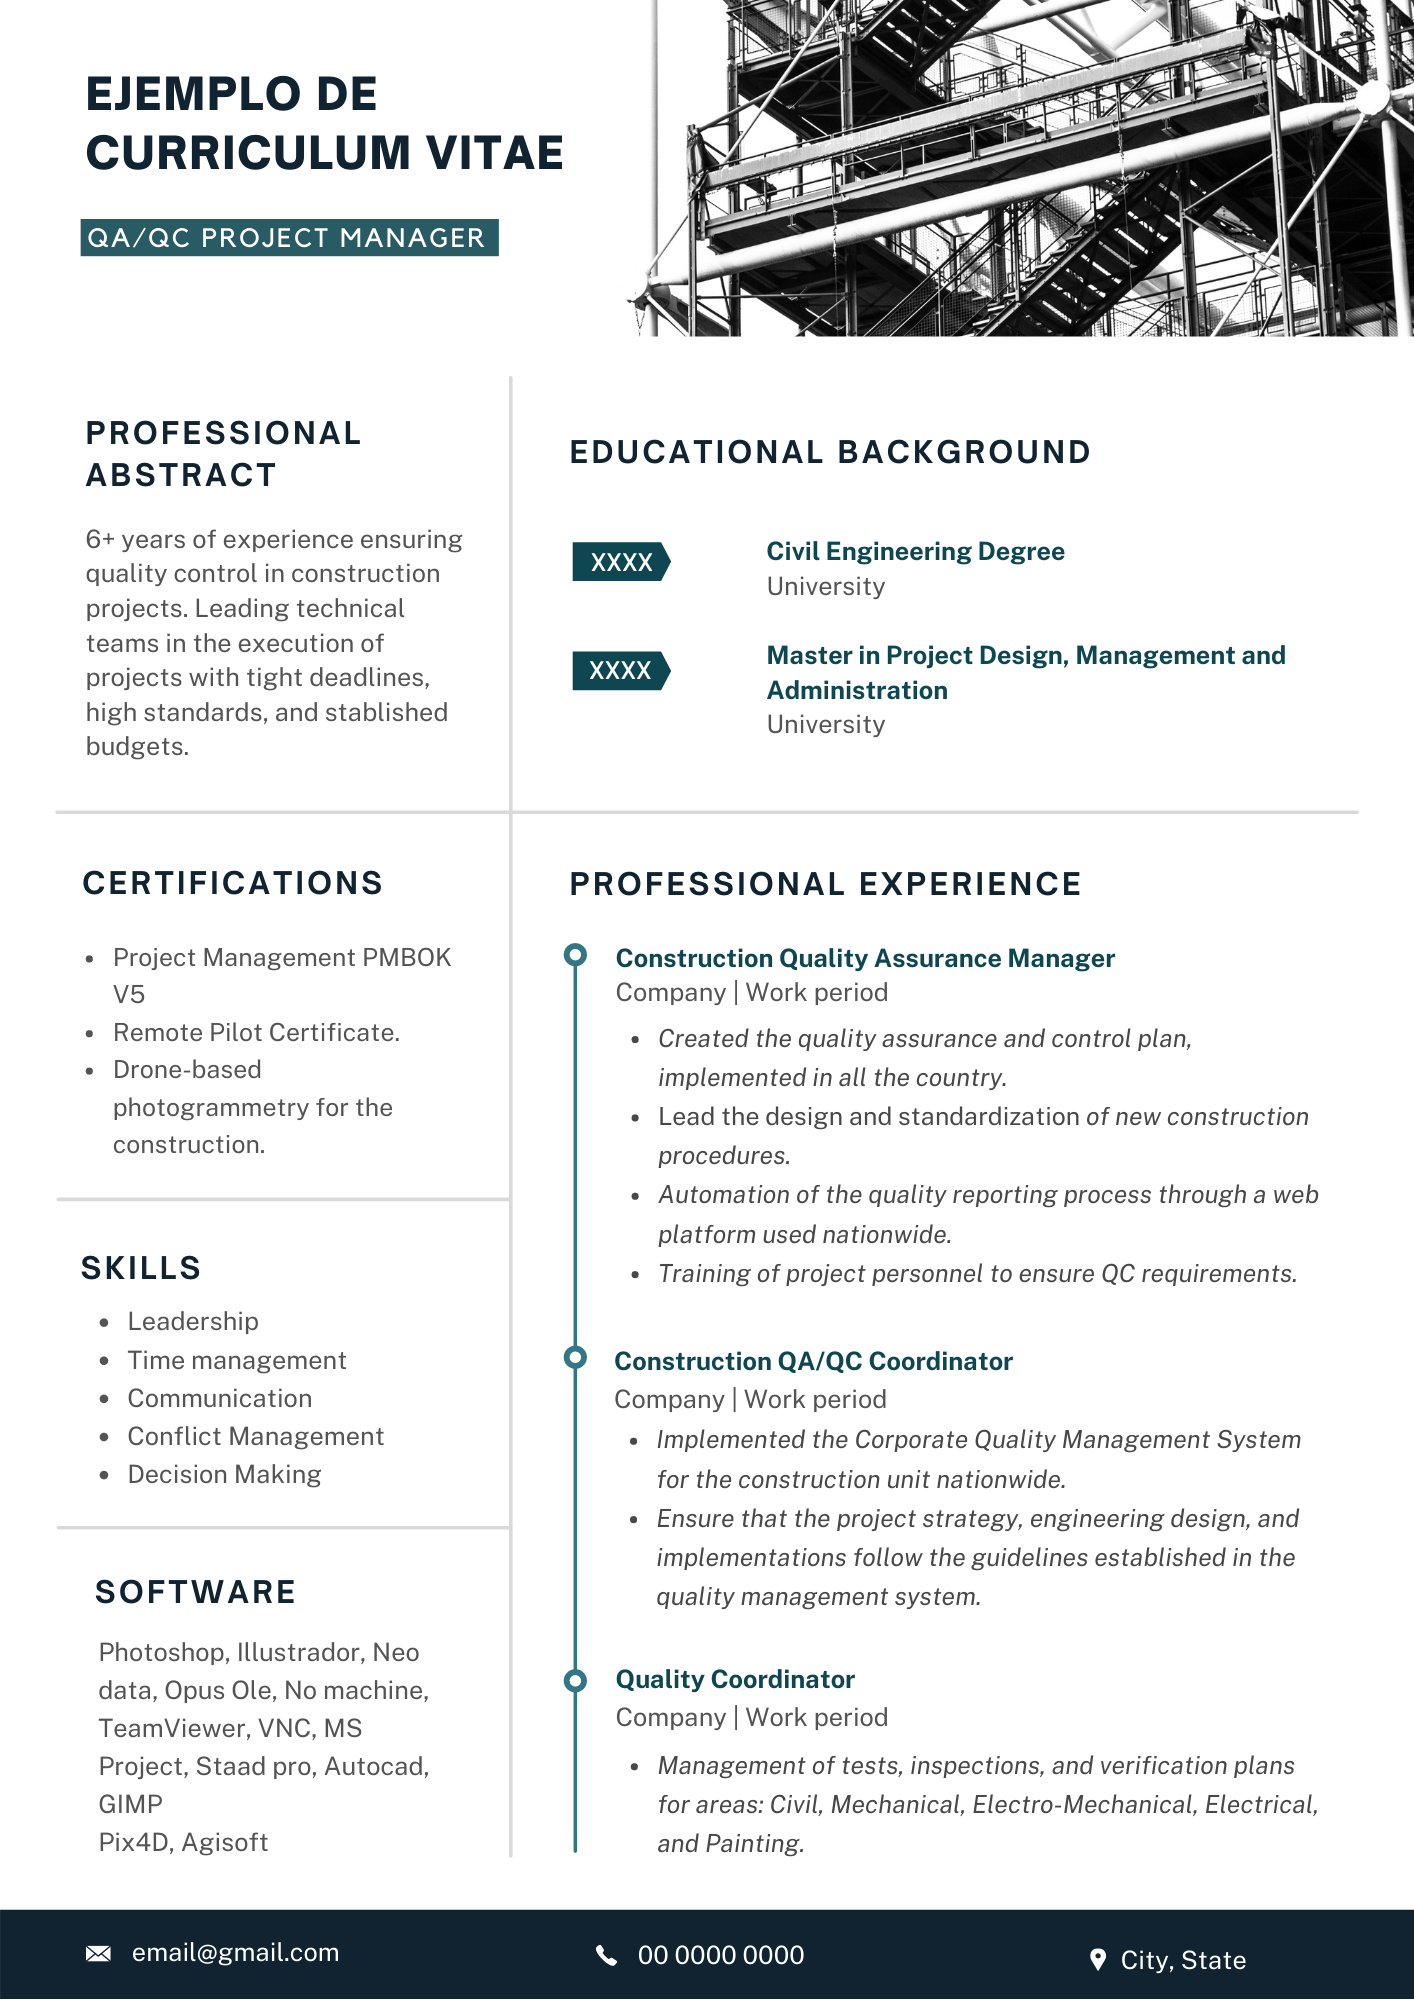 EJEMPLO DE
CURRICULUM VITAE
QA/QC PROJECT MANAGER
PROFESSIONAL
ABSTRACT
6+ years of experience ensuring
quality control in construction
projects. Leading technical
teams in the execution of
projects with tight deadlines,
high standards, and stablished
budgets.
EDUCATIONAL BACKGROUND
XXXX
Civil Engineering Degree
University
XXXX
Master in Project Design, Management and
Administration
University
CERTIFICATIONS
• Project Management PMBOK
V5
• Remote Pilot Certificate.
• Drone-based
photogrammetry for the
construction.
SKILLS
• Leadership
• Time management
• Communication
• Conflict Management
• Decision Making
SOFTWARE
Photoshop, Illustrador, Neo
data, Opus Ole, No machine,
TeamViewer, VNC, MS
Project, Staad pro, Autocad,
GIMP
Pix4D, Agisoft
PROFESSIONAL EXPERIENCE
Construction Quality Assurance Manager
Company | Work period
• Created the quality assurance and control plan,
implemented in all the country.
• Lead the design and standardization of new construction
procedures.
• Automation of the quality reporting process through a web
platform used nationwide.
• Training of project personnel to ensure QC requirements.
Construction QA/QC Coordinator
Company | Work period
• Implemented the Corporate Quality Management System
for the construction unit nationwide.
• Ensure that the project strategy, engineering design, and
implementations follow the guidelines established in the
quality management system.
Quality Coordinator
Company | Work period
• Management of tests, inspections, and verification plans
for areas: Civil, Mechanical, Electro-Mechanical, Electrical,
and Painting.
email@gmail.com
00 0000 0000
City, State